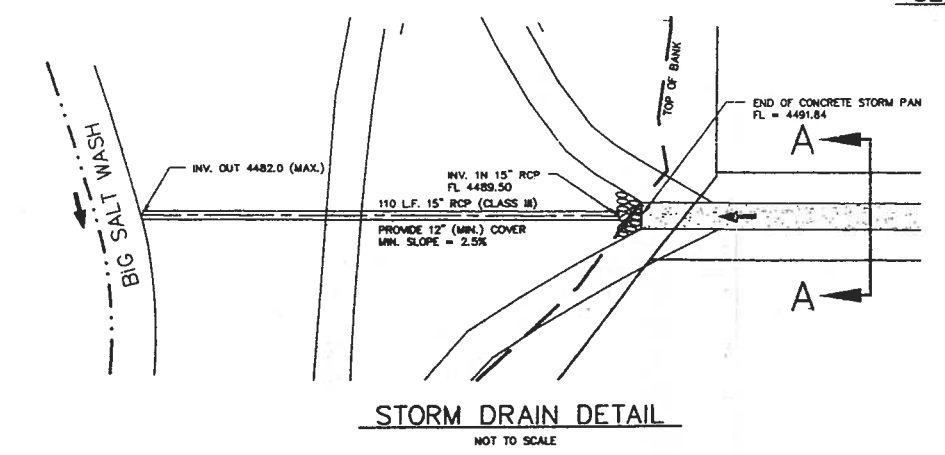 TOP OF BANK
END OF CONCRETE STORM PAN
FL = 4491.84
A
BIG SALT WASH
INV. OUT 4482.0 (MAX.)
INV. IN 15" RCP
FL 4489.50
110 L.F. 15" RCP (CLASS III)
PROVIDE 12" (MIN.) COVER
MIN. SLOPE = 2.5%
A
STORM DRAIN DETAIL
NOT TO SCALE